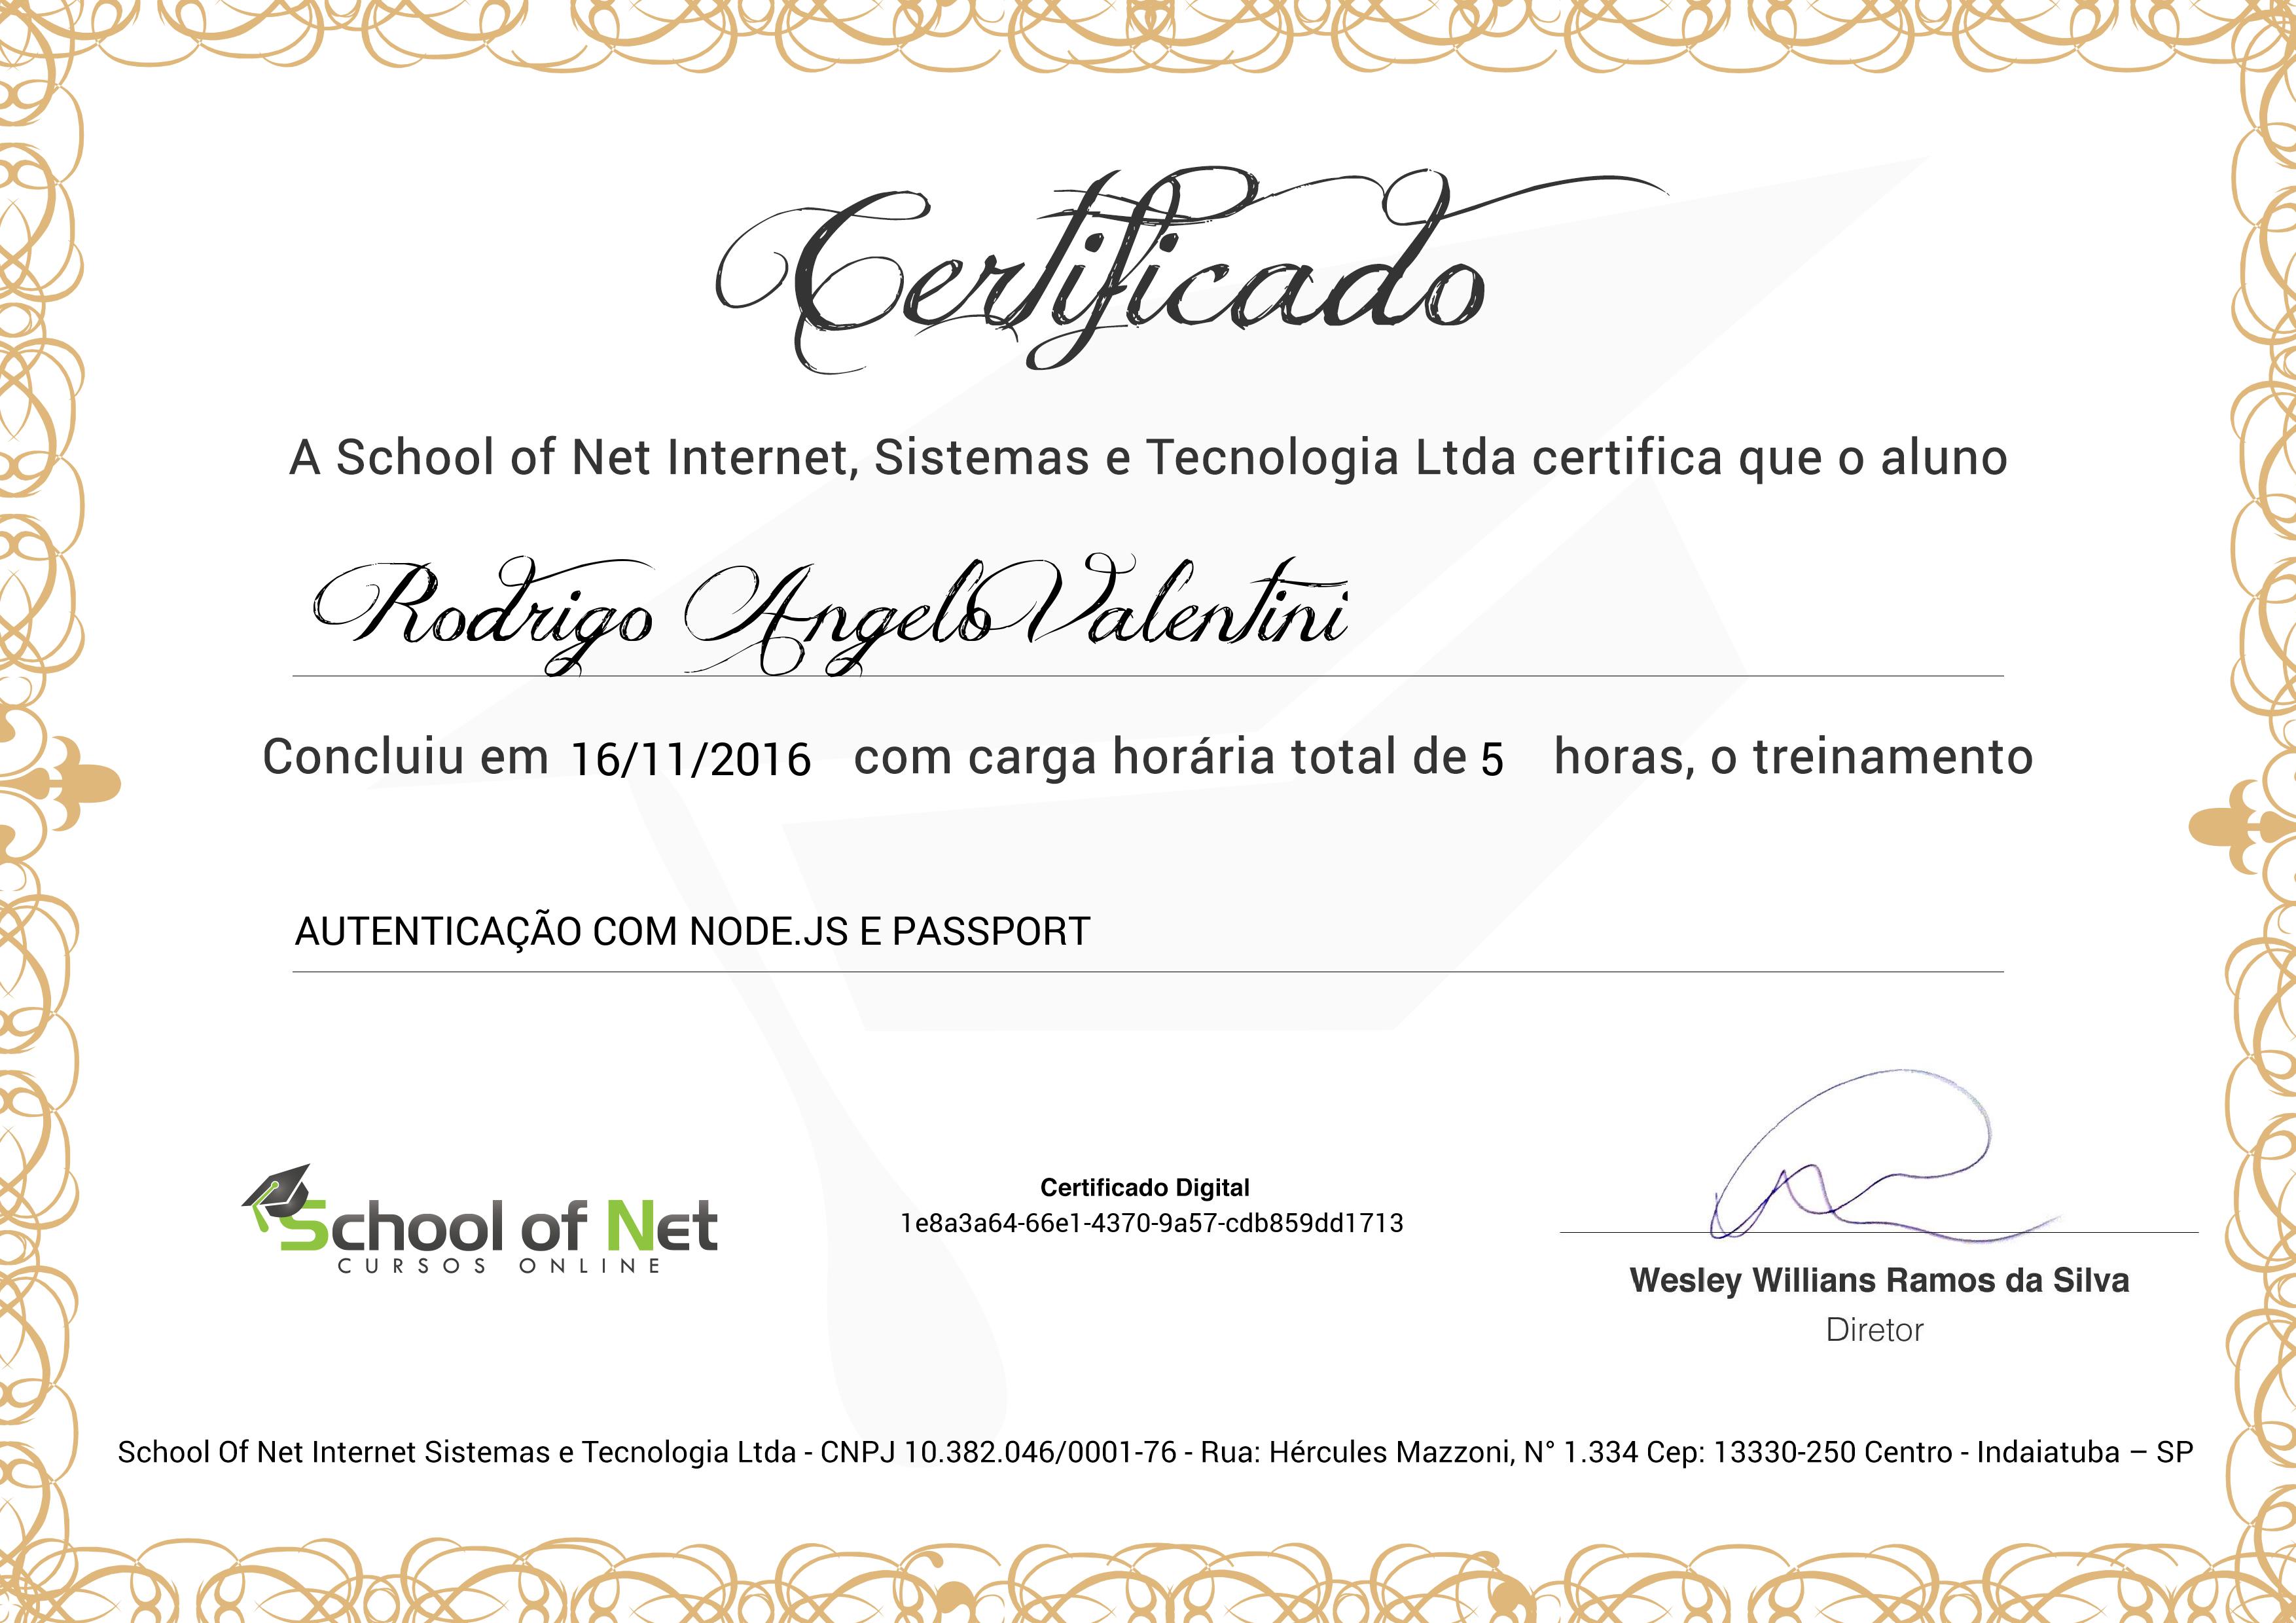 Certificado
A School of Net Internet, Sistemas e Tecnologia Ltda certifica que o aluno
Rodrigo Angelo Valentini
Concluiu em 16/11/2016 com carga horária total de 5 horas, o treinamento
AUTENTICAÇÃO COM NODE.JS E PASSPORT
School of Net
CURSOS ONLINE
Certificado Digital
1e8a3a64-66e1-4370-9a57-cdb859dd1713
Wesley Willians Ramos da Silva
Diretor
School Of Net Internet Sistemas e Tecnologia Ltda - CNPJ 10.382.046/0001-76 - Rua: Hércules Mazzoni, N° 1.334 Cep: 13330-250 Centro - Indaiatuba – SP